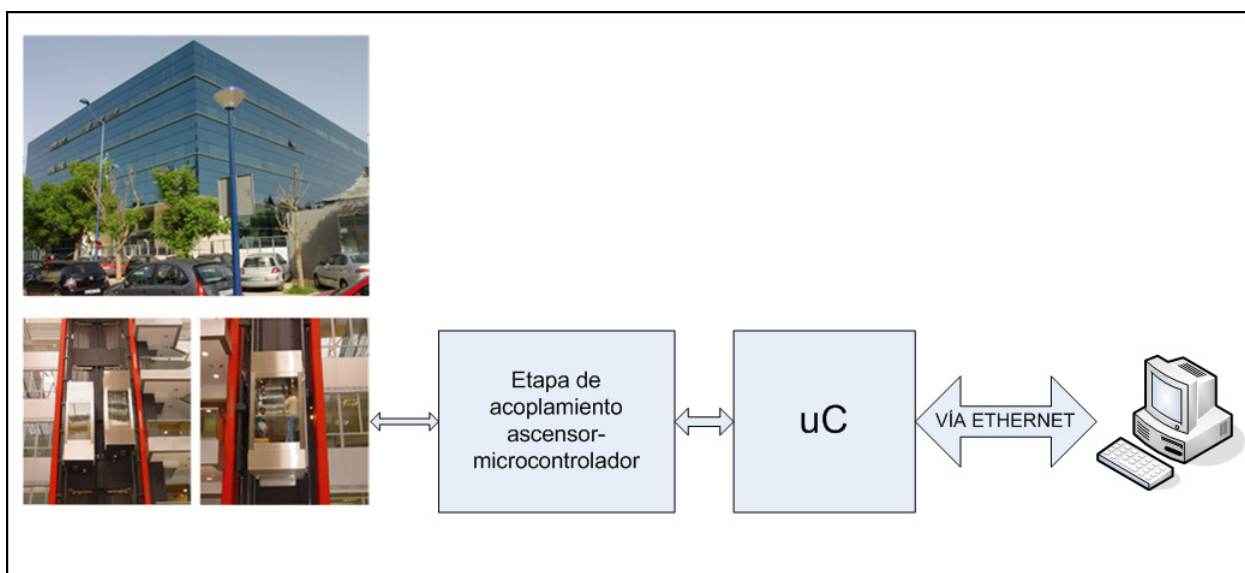 Etapa de
acoplamiento
ascensor-
microcontrolador
uC
VÍA ETHERNET